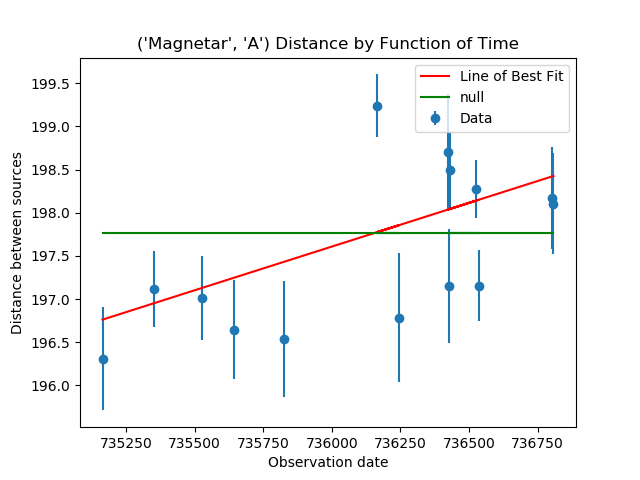 ('Magnetar', 'A') Distance by Function of Time
Line of Best Fit
null
Data
Distance between sources
199.5
199.0
198.5
198.0
197.5
197.0
196.5
196.0
735250 735500 735750 736000 736250 736500 736750
Observation date